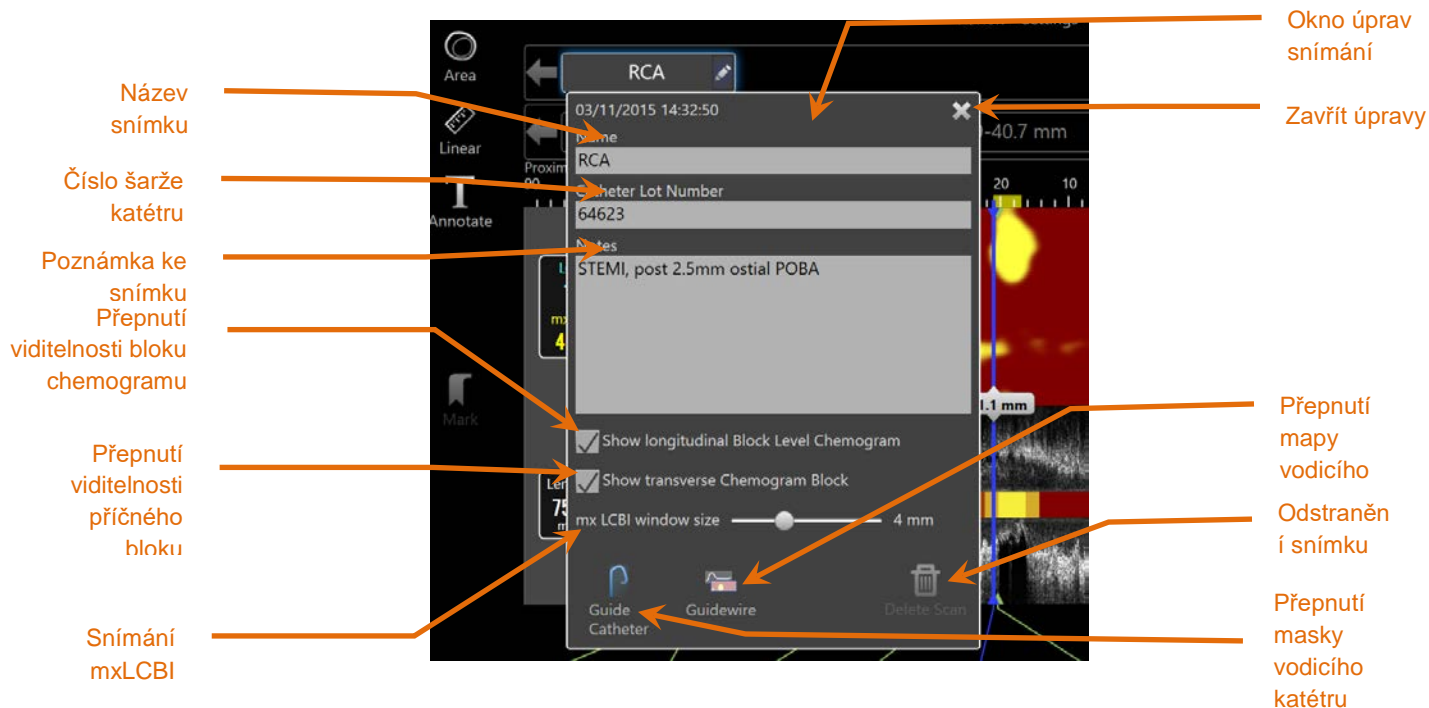 Okno úprav
snímání
Area
RCA
Název
snímku
03/11/2015 14:32:50
Zavřít úpravy
Linear
Name
-40.7 mm
RCA
Číslo šarže
katétru
Catheter Lot Number
20 10
Annotate
64623
Poznámka ke
snímku
Notes
STEMI, post 2.5mm ostial POBA
Přepnutí
viditelnosti bloku
chemogramu
Mark
1.1 mm
Přepnutí
mapy
vodicího
Show longitudinal Block Level Chemogram
Přepnutí
viditelnosti
příčného
bloku
Show transverse Chemogram Block
75
mx LCBI window size 4 mm
Odstraněn
í snímku
Guide
Catheter
Guidewire
Delete Scan
Přepnutí
masky
vodicího
katétru
Snímání
mxLCBI